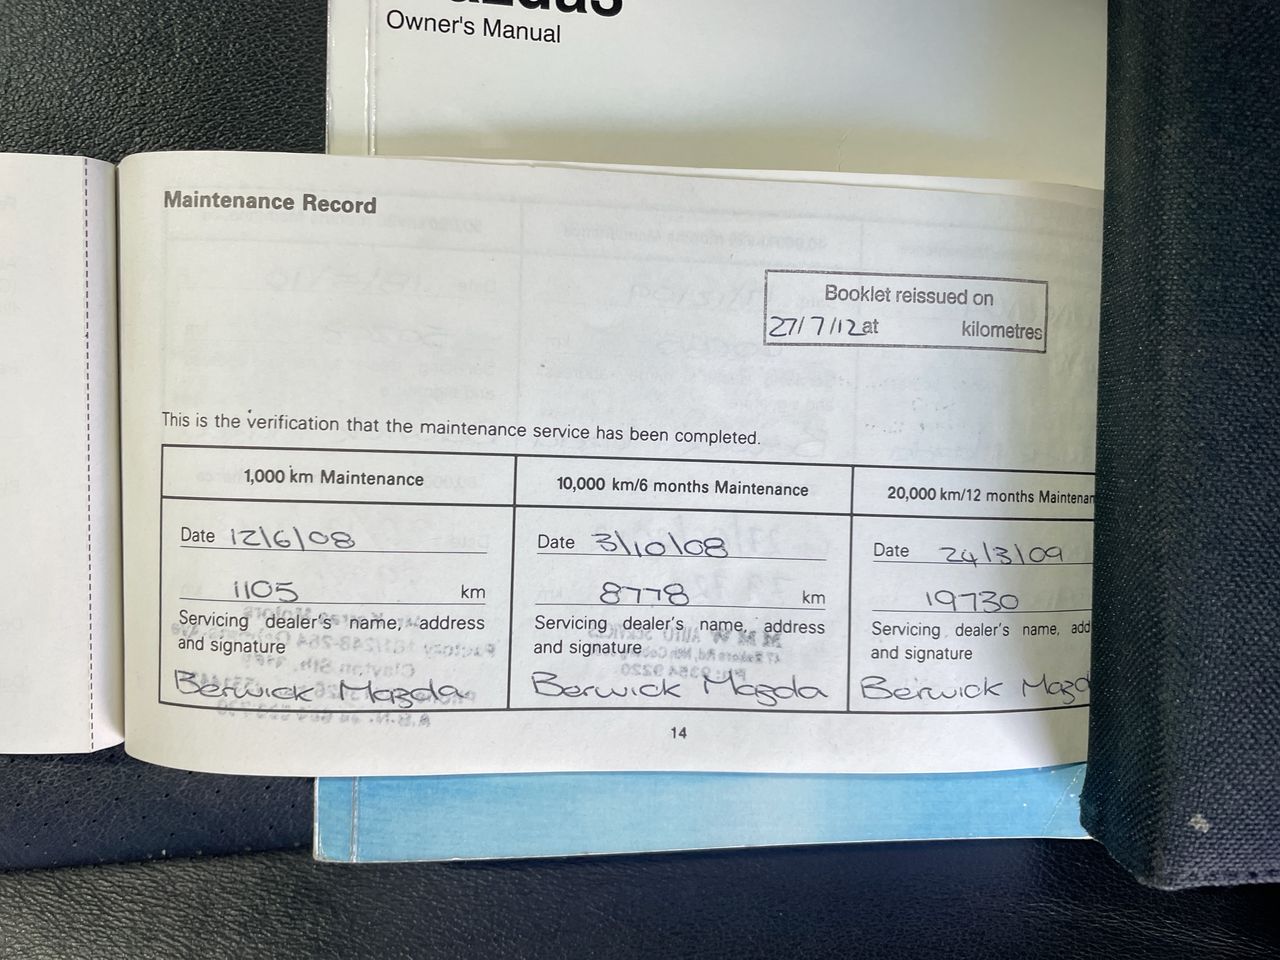 Owner's Manual
Maintenance Record
Booklet reissued on
27/7/12 at kilometres
This is the verification that the maintenance service has been completed.
1,000 km Maintenance
Date 12/6/08
1105 km
Servicing dealer's name, address
and signature
Berwick Mazda
10,000 km/6 months Maintenance
Date 3/10/08
8778 km
Servicing dealer's name, address
and signature
Berwick Mazda
20,000 km/12 months Maintenan
Date 24/3/09
19730
Servicing dealer's name, add
and signature
Berwick Mazd
14